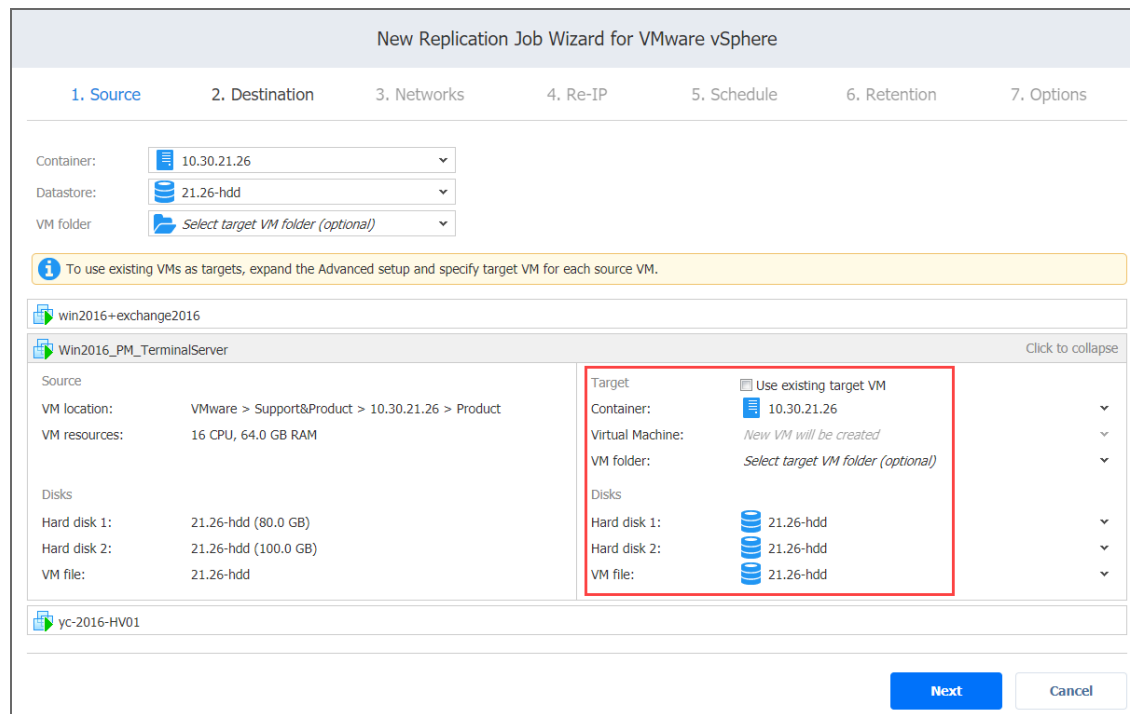 New Replication Job Wizard for VMware vSphere
1. Source 2. Destination 3. Networks 4. Re-IP 5. Schedule 6. Retention 7. Options
Container: 10.30.21.26
Datastore: 21.26-hdd
VM folder Select target VM folder (optional)
To use existing VMs as targets, expand the Advanced setup and specify target VM for each source VM.
win2016+exchange2016
Win2016_PM_TerminalServer Click to collapse
Source Target Use existing target VM
VM location: VMware > Support&Product > 10.30.21.26 > Product Container: 10.30.21.26
VM resources: 16 CPU, 64.0 GB RAM Virtual Machine: New VM will be created
VM folder: Select target VM folder (optional)
Disks Disks
Hard disk 1: 21.26-hdd (80.0 GB) Hard disk 1: 21.26-hdd
Hard disk 2: 21.26-hdd (100.0 GB) Hard disk 2: 21.26-hdd
VM file: 21.26-hdd VM file: 21.26-hdd
yc-2016-HV01
Next Cancel